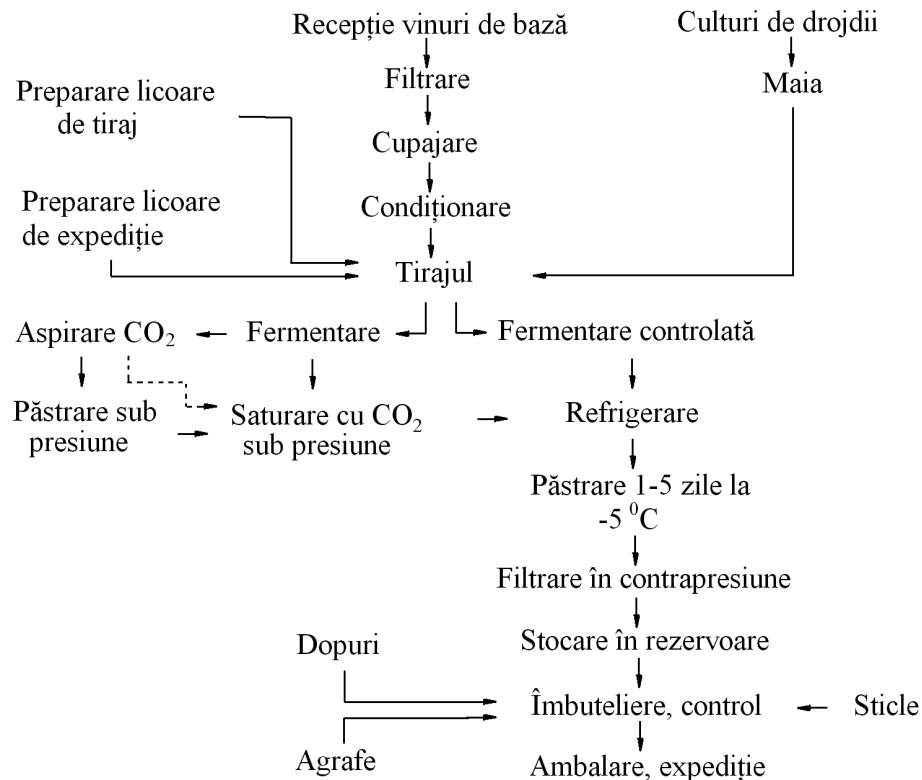 Recepție vinuri de bază
Culturi de drojdii
Filtrare
Maia
Preparare licoare
de tiraj
Cupajare
Preparare licoare
de expediție
Condiționare
Tirajul
Aspirare CO₂
Fermentare
Fermentare controlată
Păstrare sub
presiune
Saturare cu CO₂
sub presiune
Refrigerare
Păstrare 1-5 zile la
-5 ⁰C
Filtrare în contrapresiune
Stocare în rezervoare
Dopuri
Îmbuteliere, control
Sticle
Agrafe
Ambalare, expediție